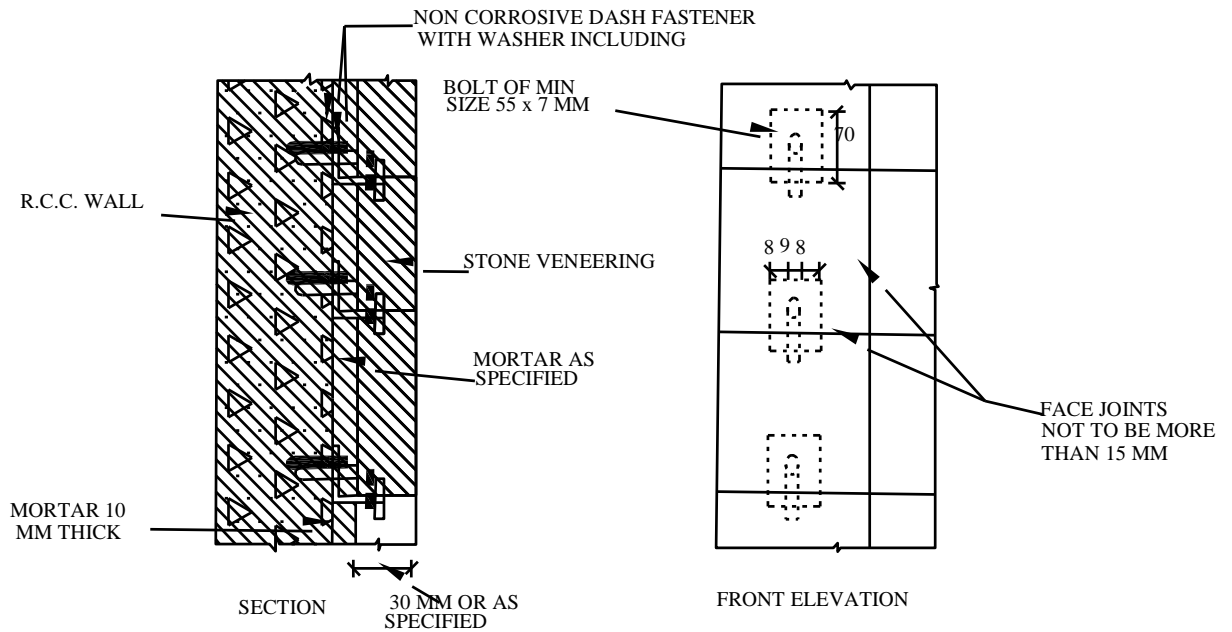 NON CORROSIVE DASH FASTENER
WITH WASHER INCLUDING
BOLT OF MIN
SIZE 55 x 7 MM
70
R.C.C. WALL
8 9 8
STONE VENEERING
MORTAR AS
SPECIFIED
FACE JOINTS
NOT TO BE MORE
THAN 15 MM
MORTAR 10
MM THICK
SECTION
30 MM OR AS
SPECIFIED
FRONT ELEVATION